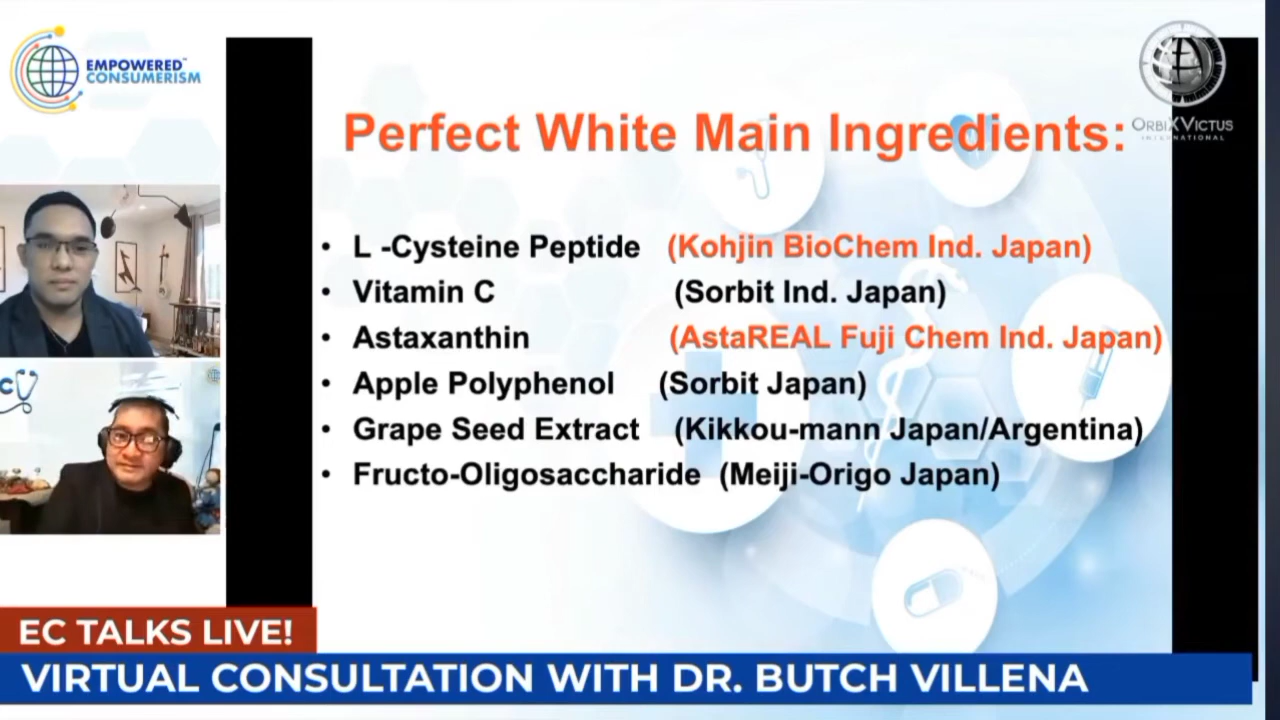 EMPOWERED™
CONSUMERISM
ORBIXVICTUS
INTERNATIONAL
Perfect White Main Ingredients:
• L -Cysteine Peptide (Kohjin BioChem Ind. Japan)
• Vitamin C (Sorbit Ind. Japan)
• Astaxanthin (AstaREAL Fuji Chem Ind. Japan)
• Apple Polyphenol (Sorbit Japan)
• Grape Seed Extract (Kikkou-mann Japan/Argentina)
• Fructo-Oligosaccharide (Meiji-Origo Japan)
EC TALKS LIVE!
VIRTUAL CONSULTATION WITH DR. BUTCH VILLENA